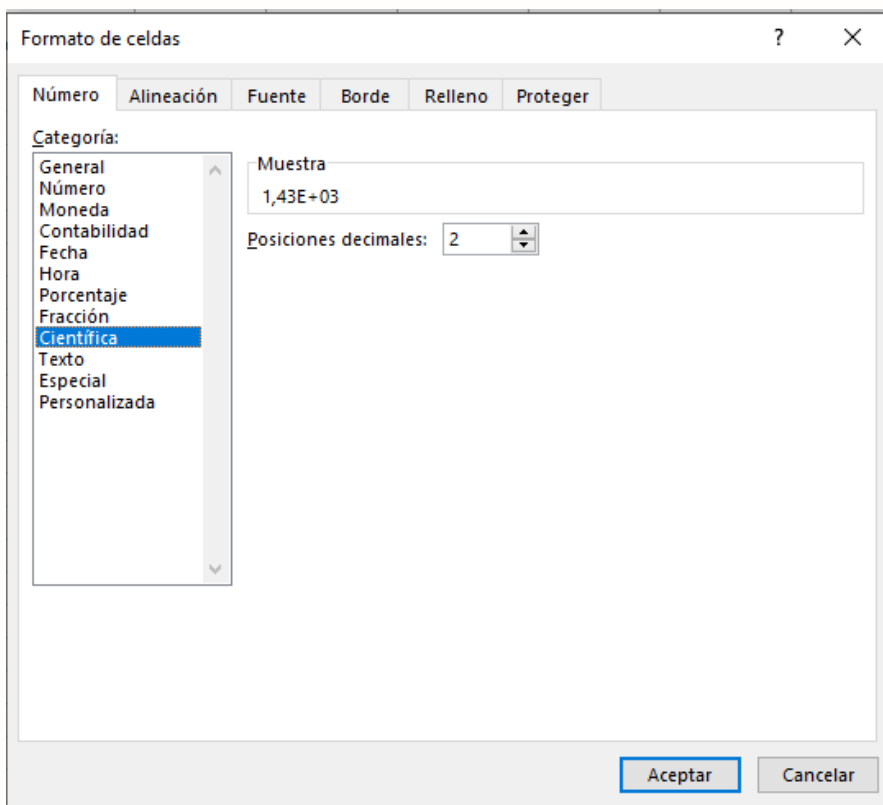 Formato de celdas ? ×
Número Alineación Fuente Borde Relleno Proteger
Categoría:
General
Número
Moneda
Contabilidad
Fecha
Hora
Porcentaje
Fracción
Científica
Texto
Especial
Personalizada
Muestra
1,43E+03
Posiciones decimales: 2
Aceptar Cancelar